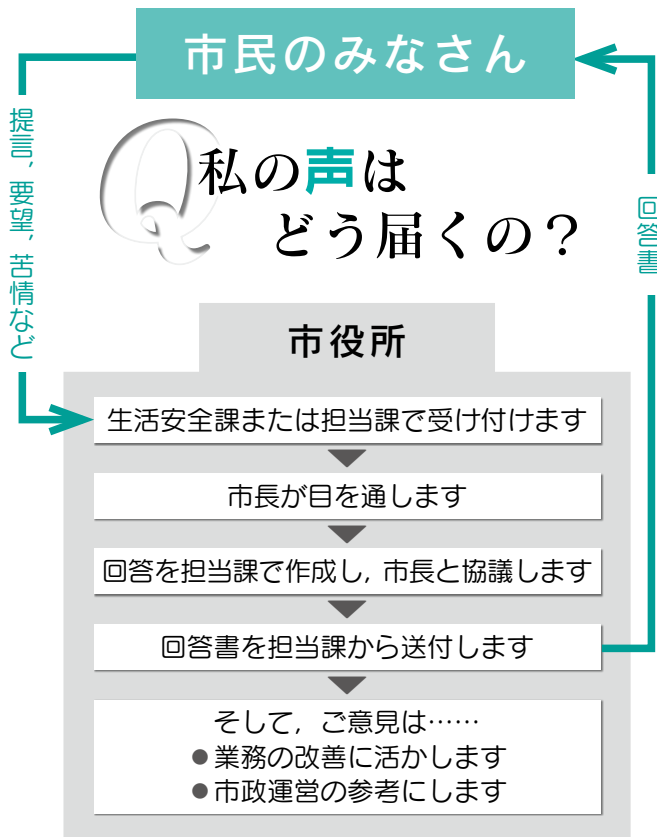 市民のみなさん
提言，要望，苦情など
回答書
Q
私の声は
どう届くの？
市役所
生活安全課または担当課で受け付けます
市長が目を通します
回答を担当課で作成し，市長と協議します
回答書を担当課から送付します
そして，ご意見は……
●業務の改善に活かします
●市政運営の参考にします